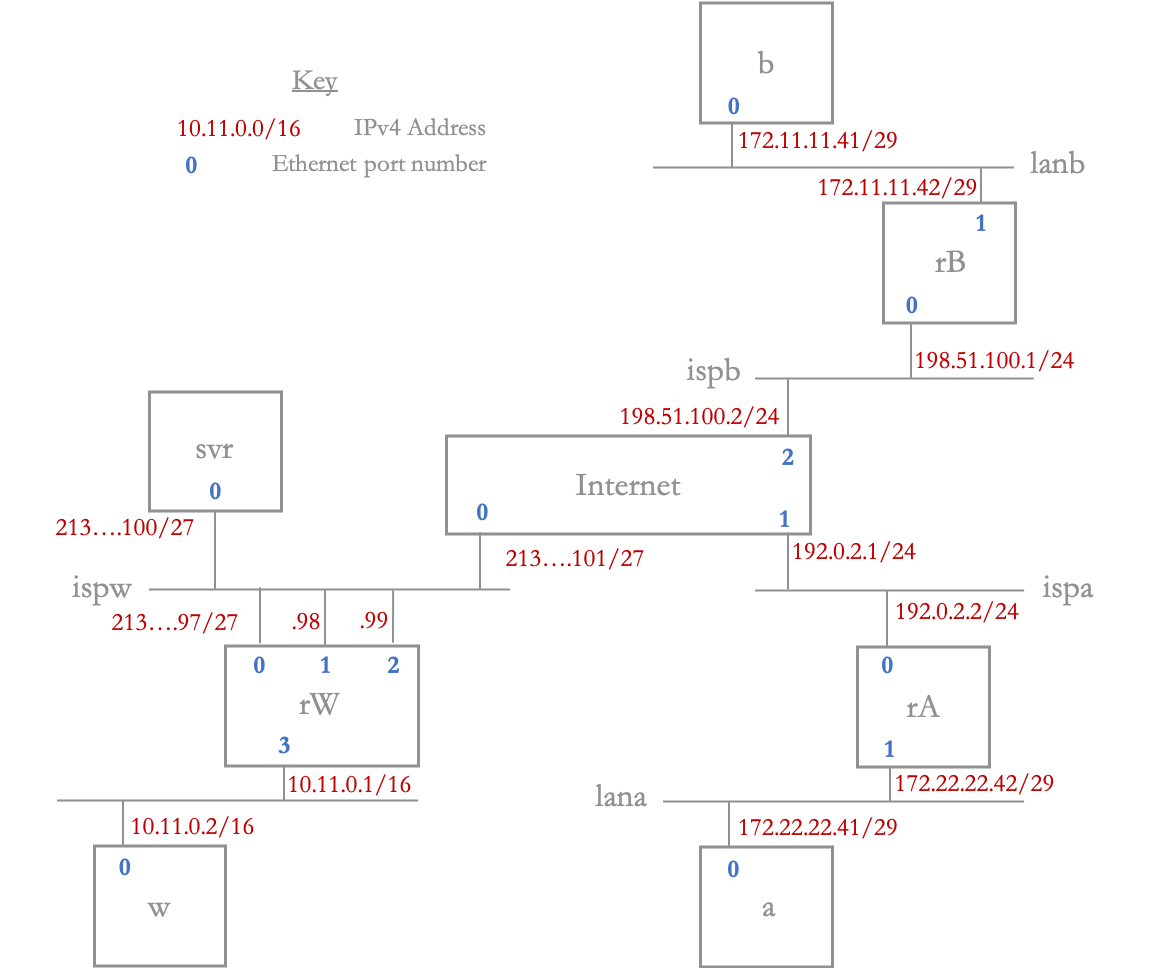 b
Key
0
10.11.0.0/16 IPv4 Address
172.11.11.41/29
0 Ethernet port number
lanb
172.11.11.42/29
1
rB
0
198.51.100.1/24
ispb
198.51.100.2/24
svr
2
Internet
0
0
1
213....100/27
213....101/27
192.0.2.1/24
ispw
ispa
213....97/27 .98 .99
192.0.2.2/24
0 1 2
0
rW
rA
3
1
10.11.0.1/16
172.22.22.42/29
lana
10.11.0.2/16
172.22.22.41/29
0
0
w
a